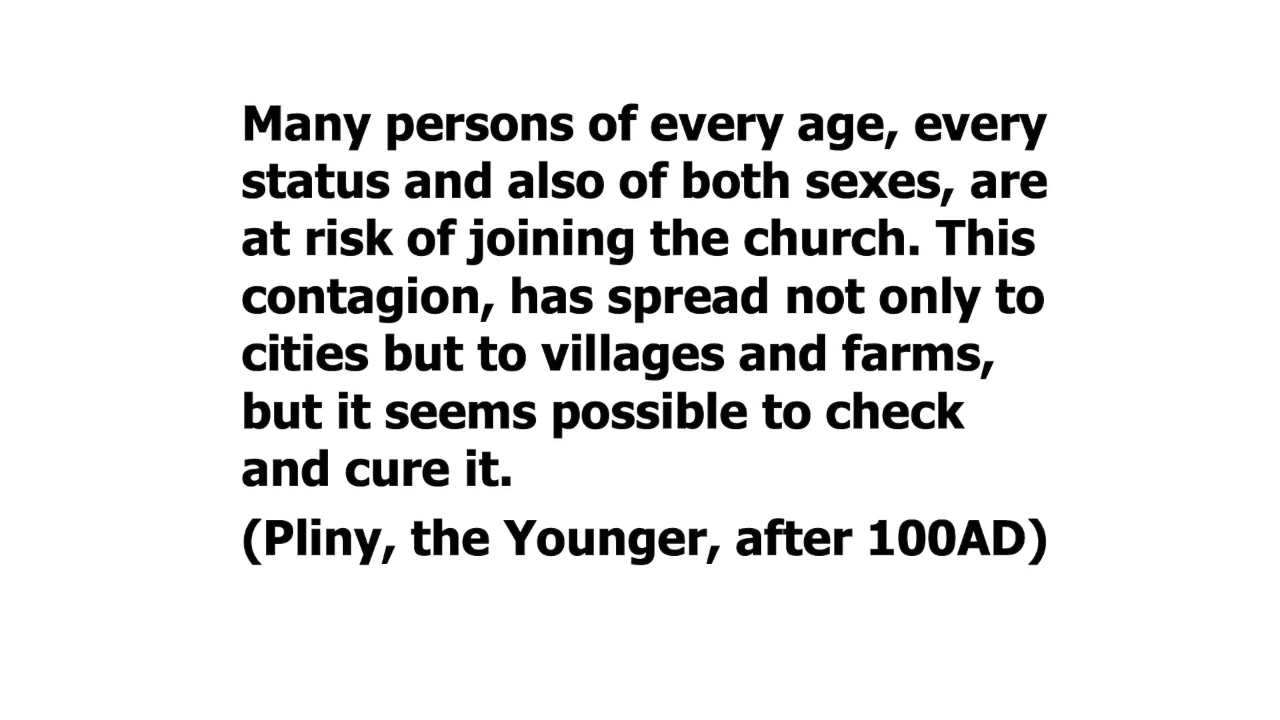 Many persons of every age, every
status and also of both sexes, are
at risk of joining the church. This
contagion, has spread not only to
cities but to villages and farms,
but it seems possible to check
and cure it.
(Pliny, the Younger, after 100AD)